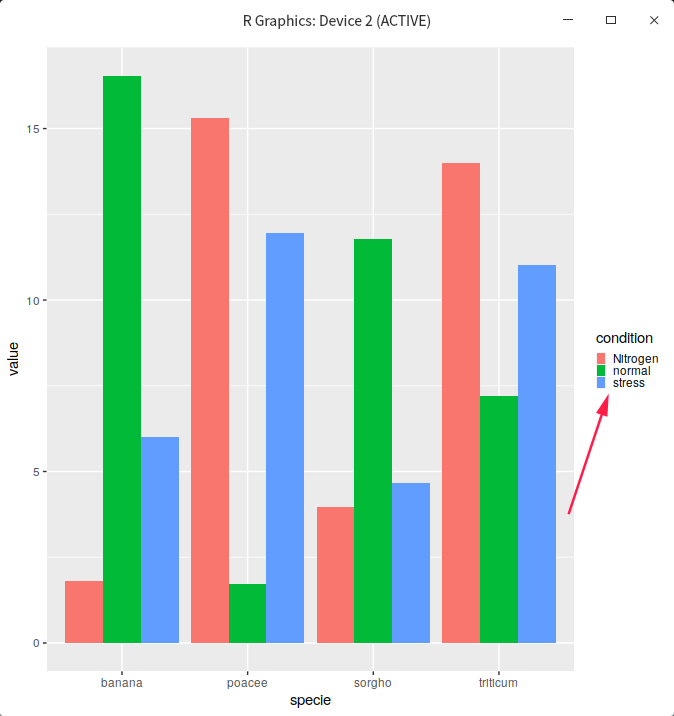 R Graphics: Device 2 (ACTIVE)
value
15
10
5
0
banana poacee sorgho triticum
specie
condition
Nitrogen
normal
stress